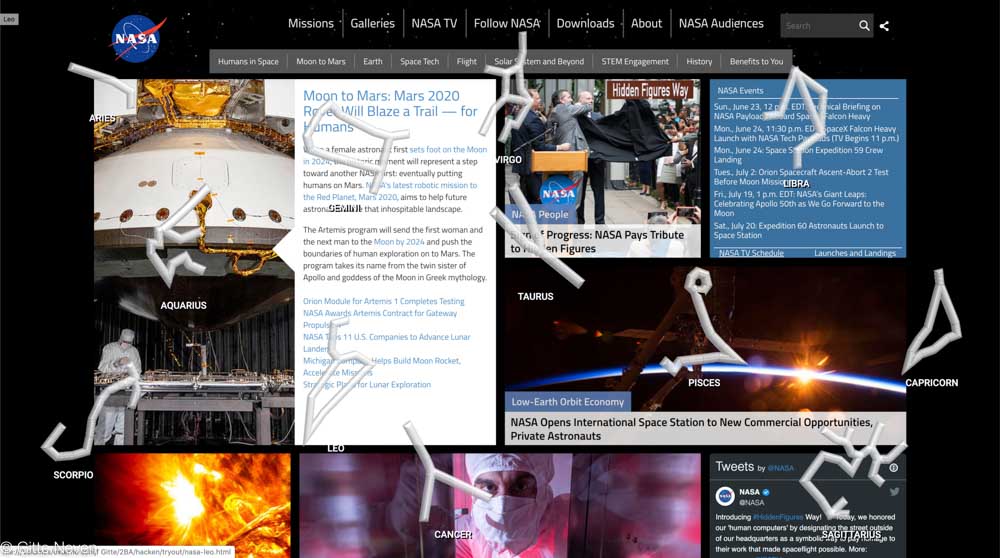 Leo
NASA
Missions
Galleries
NASA TV
Follow NASA
Downloads
About
NASA Audiences
Search
Humans in Space
Moon to Mars
Earth
Space Tech
Flight
Solar System and Beyond
STEM Engagement
History
Benefits to You
ARIES
Moon to Mars: Mars 2020
Rover Will Blaze a Trail — for
Humans
When a female astronaut first sets foot on the Moon
in 2024, the historic moment will represent a step
toward another NASA first: eventually putting
humans on Mars. NASA's latest robotic mission to
the Red Planet, Mars 2020, aims to help future
astronauts that inhospitable landscape.
GEMINI
The Artemis program will send the first woman and
the next man to the Moon by 2024 and push the
boundaries of human exploration on to Mars. The
program takes its name from the twin sister of
Apollo and goddess of the Moon in Greek mythology.
Orion Module for Artemis 1 Completes Testing
NASA Awards Artemis Contract for Gateway
Propulsion
NASA Taps 11 U.S. Companies to Advance Lunar
Landers
Michigan Company Helps Build Moon Rocket,
Accelerate Missions
Strategic Plan for Lunar Exploration
LEO
AQUARIUS
SCORPIO
Hidden Figures Way
NASA
VIRGO
NASA People
of Progress: NASA Pays Tribute
to Hidden Figures
NASA Events
Sun., June 23, 12 p.m. EDT: Technical Briefing on
NASA Payloads Aboard SpaceX Falcon Heavy
Mon., June 24, 11:30 p.m. EDT: SpaceX Falcon Heavy
Launch with NASA Tech Payloads (TV Begins 11 p.m.)
Mon., June 24: Space Station Expedition 59 Crew
Landing
Tues., July 2: Orion Spacecraft Ascent-Abort 2 Test
Before Moon Missions
LIBRA
Fri., July 19, 1 p.m. EDT: NASA's Giant Leaps:
Celebrating Apollo 50th as We Go Forward to the
Moon
Sat., July 20: Expedition 60 Astronauts Launch to
Space Station
NASA TV Schedule
Launches and Landings
TAURUS
PISCES
CAPRICORN
Low-Earth Orbit Economy
NASA Opens International Space Station to New Commercial Opportunities,
Private Astronauts
CANCER
Tweets by @NASA
NASA
@NASA
Introducing #HiddenFigures Way! Today, we honored
our 'human computers' by designating the street outside
of our headquarters as a symbolic way to pay homage to
their work that made spaceflight possible. More:
SAGITTARIUS
© Gitte Neven
Gitte/2BA/hacken/tryout/nasa-leo.html